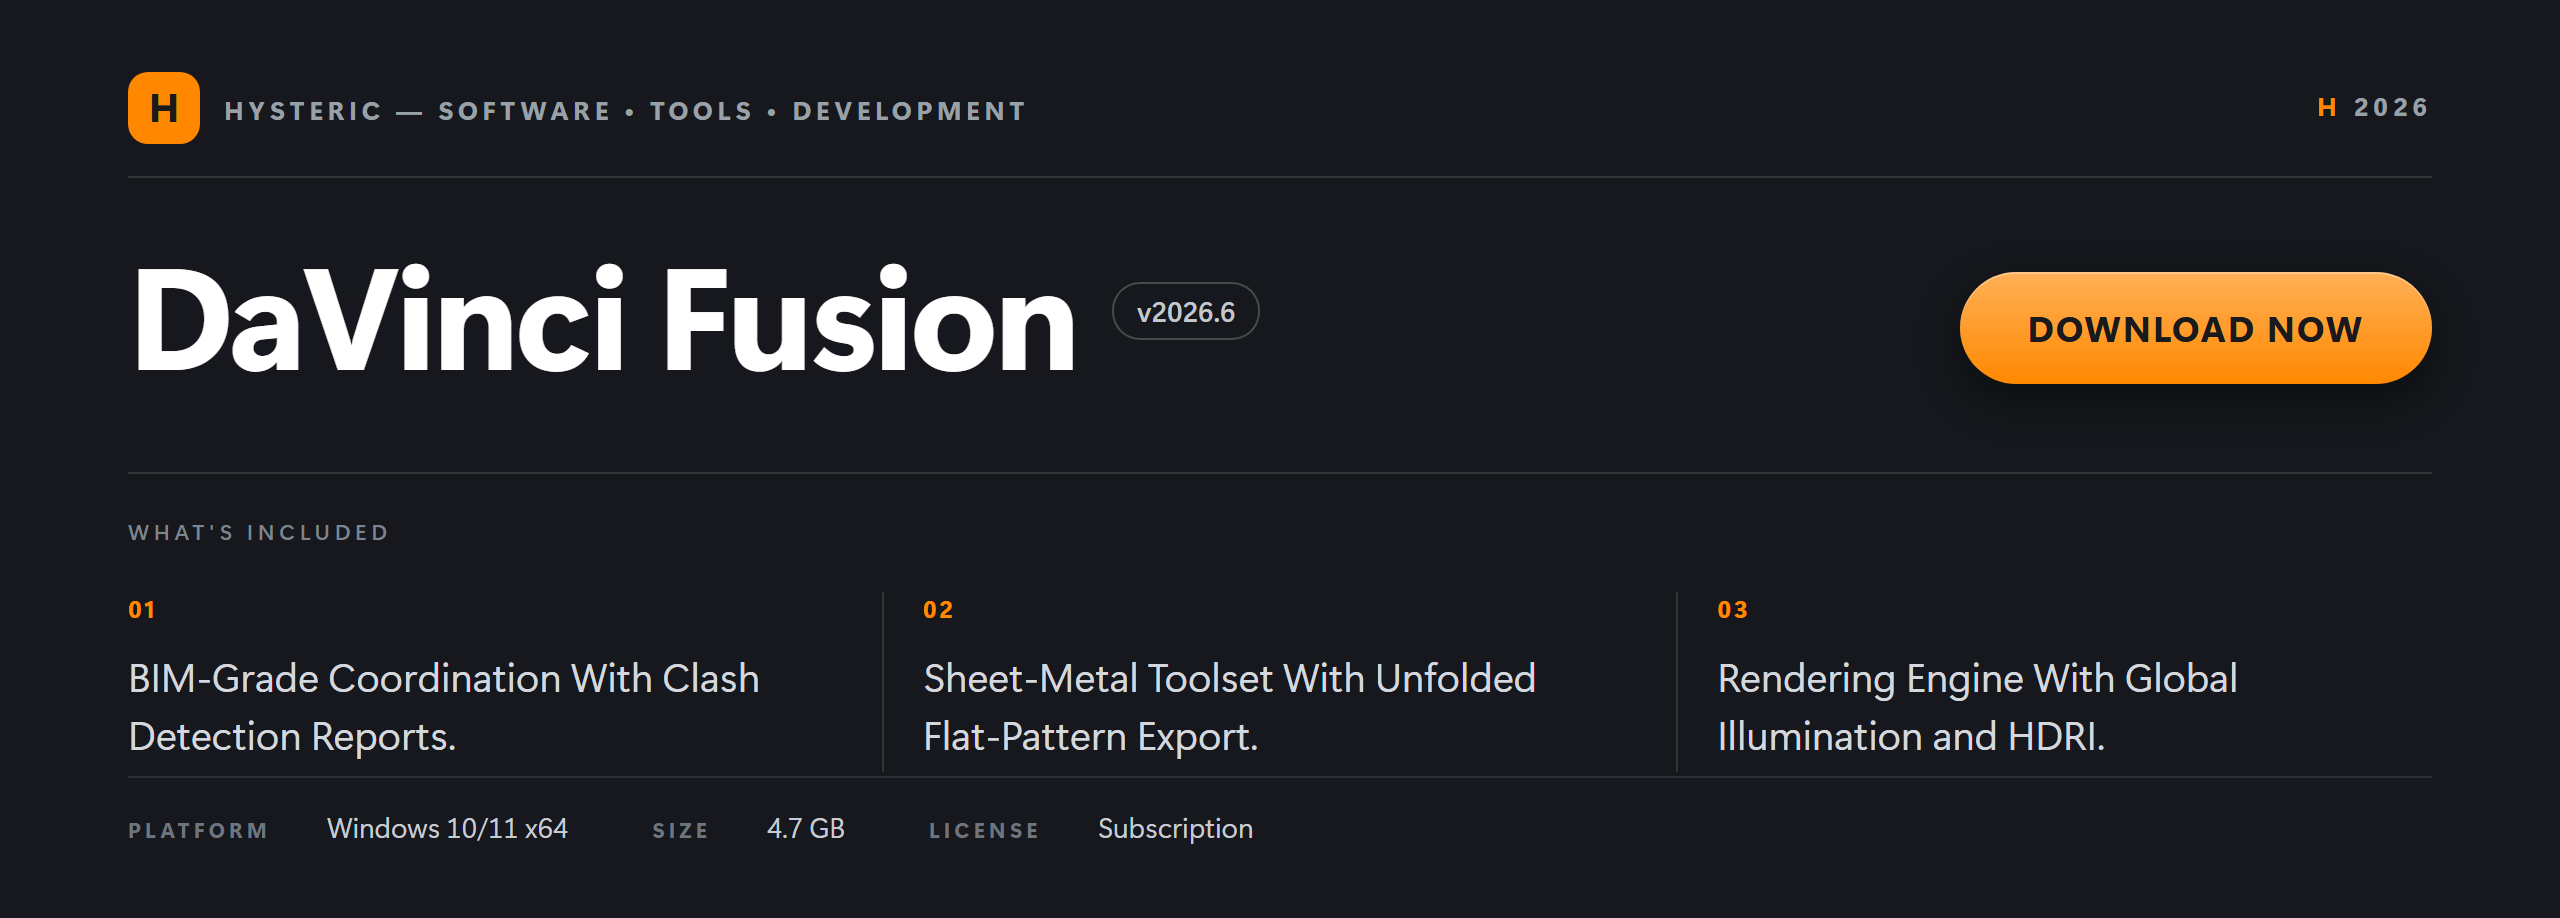 H
HYSTERIC — SOFTWARE • TOOLS • DEVELOPMENT
H 2026
DaVinci Fusion
v2026.6
DOWNLOAD NOW
WHAT'S INCLUDED
01
BIM-Grade Coordination With Clash
Detection Reports.
02
Sheet-Metal Toolset With Unfolded
Flat-Pattern Export.
03
Rendering Engine With Global
Illumination and HDRI.
PLATFORM Windows 10/11 x64 SIZE 4.7 GB LICENSE Subscription